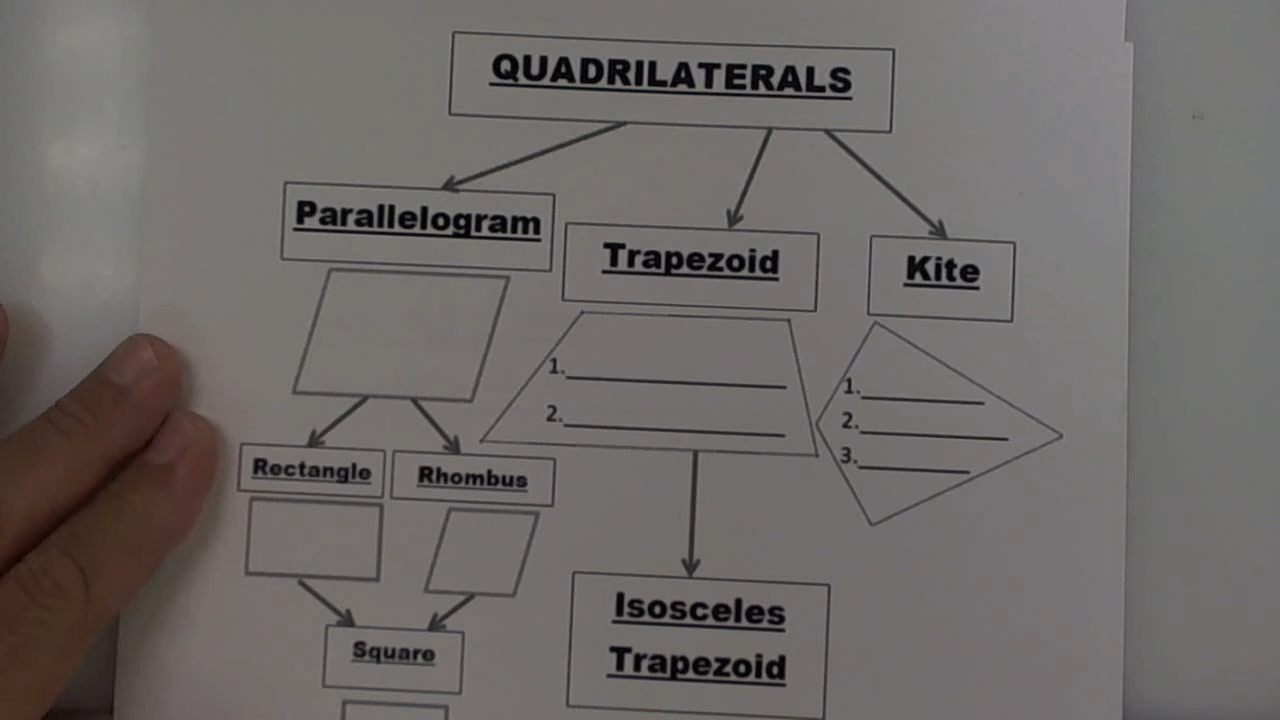 QUADRILATERALS
Parallelogram
Trapezoid
Kite
1.
2.
1.
2.
3.
Rectangle
Rhombus
Square
Isosceles
Trapezoid